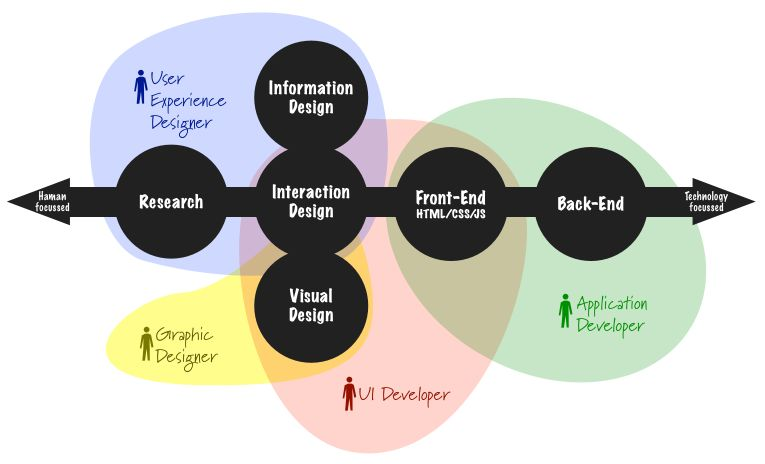 User
Experience
Designer
Information
Design
Human
focussed
Research
Interaction
Design
Front-End
HTML/CSS/JS
Back-End
Technology
focussed
Visual
Design
Graphic
Designer
Application
Developer
UI Developer